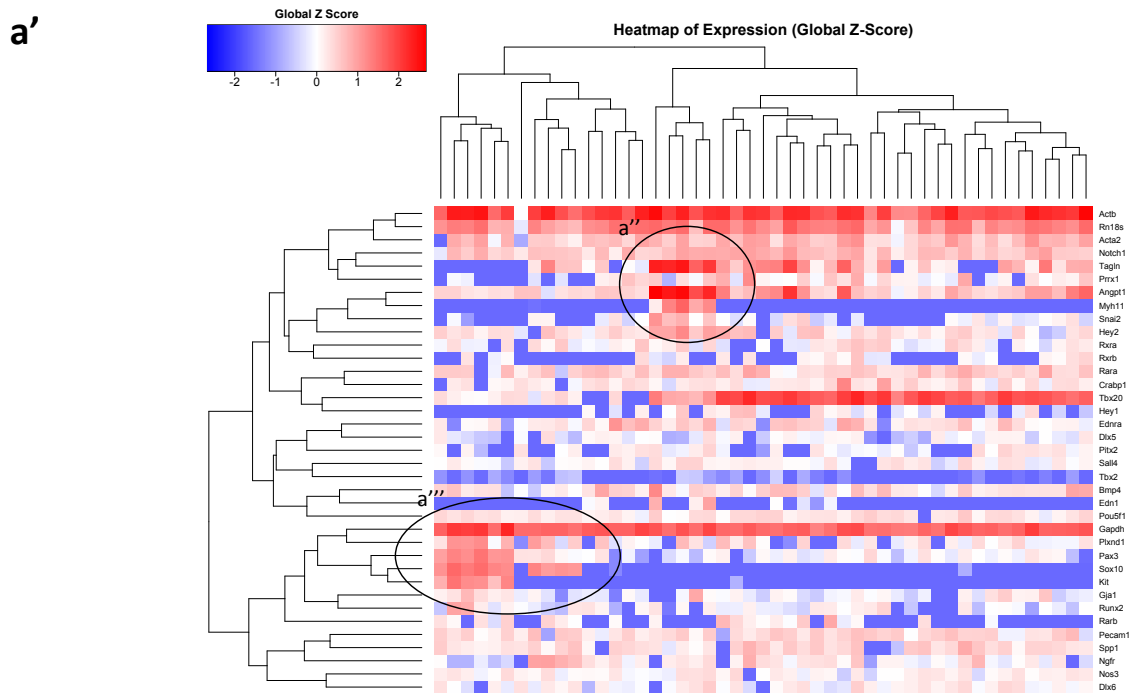 a’
Global Z Score
-2 -1 0 1 2
Heatmap of Expression (Global Z-Score)
a’’
a’’’
Actb
Rn18s
Acta2
Notch1
Tagln
Prrx1
Angpt1
Myh11
Snai2
Hey2
Rxra
Rxrb
Rara
Crabp1
Tbx20
Hey1
Ednra
Dlx5
Pitx2
Sall4
Tbx2
Bmp4
Edn1
Pou5f1
Gapdh
Plxnd1
Pax3
Sox10
Kit
Gja1
Runx2
Rarb
Pecam1
Spp1
Ngfr
Nos3
Dlx6